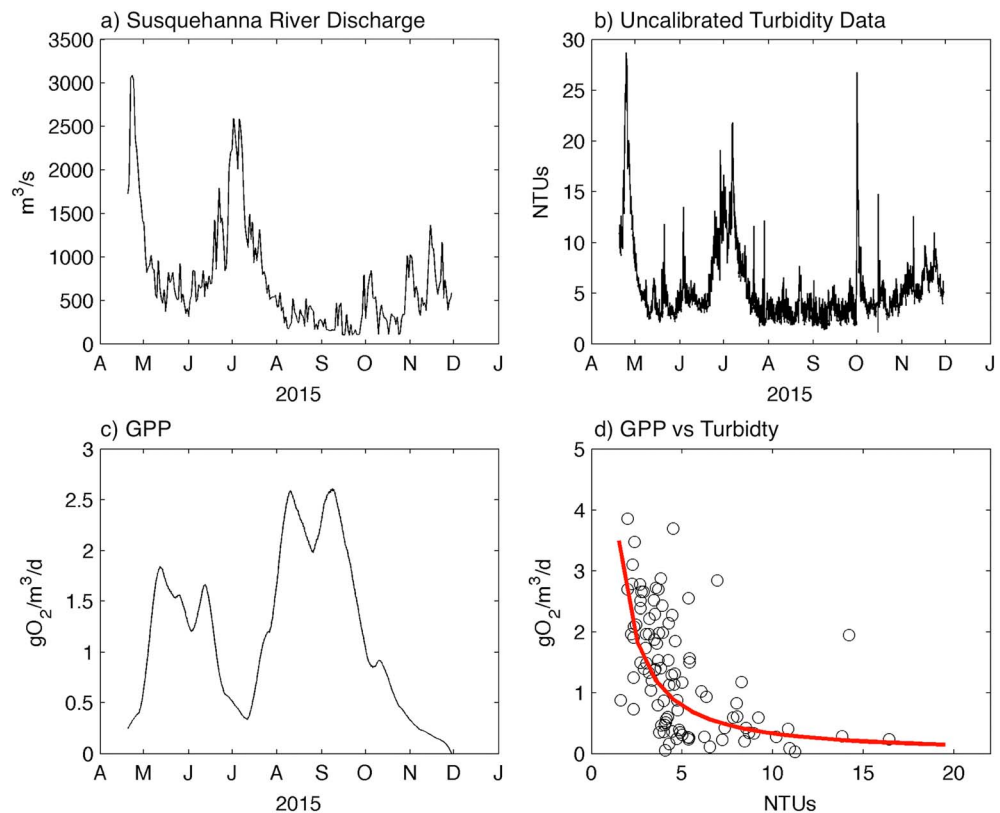 a) Susquehanna River Discharge
3500
3000
2500
2000
1500
1000
500
0
m³/s
A M J J A S O N D J
2015
b) Uncalibrated Turbidity Data
30
25
20
15
10
5
0
NTUs
A M J J A S O N D J
2015
c) GPP
3
2.5
2
1.5
1
0.5
0
gO₂/m³/d
A M J J A S O N D J
2015
d) GPP vs Turbidty
5
4
3
2
1
0
gO₂/m³/d
0 5 10 15 20
NTUs